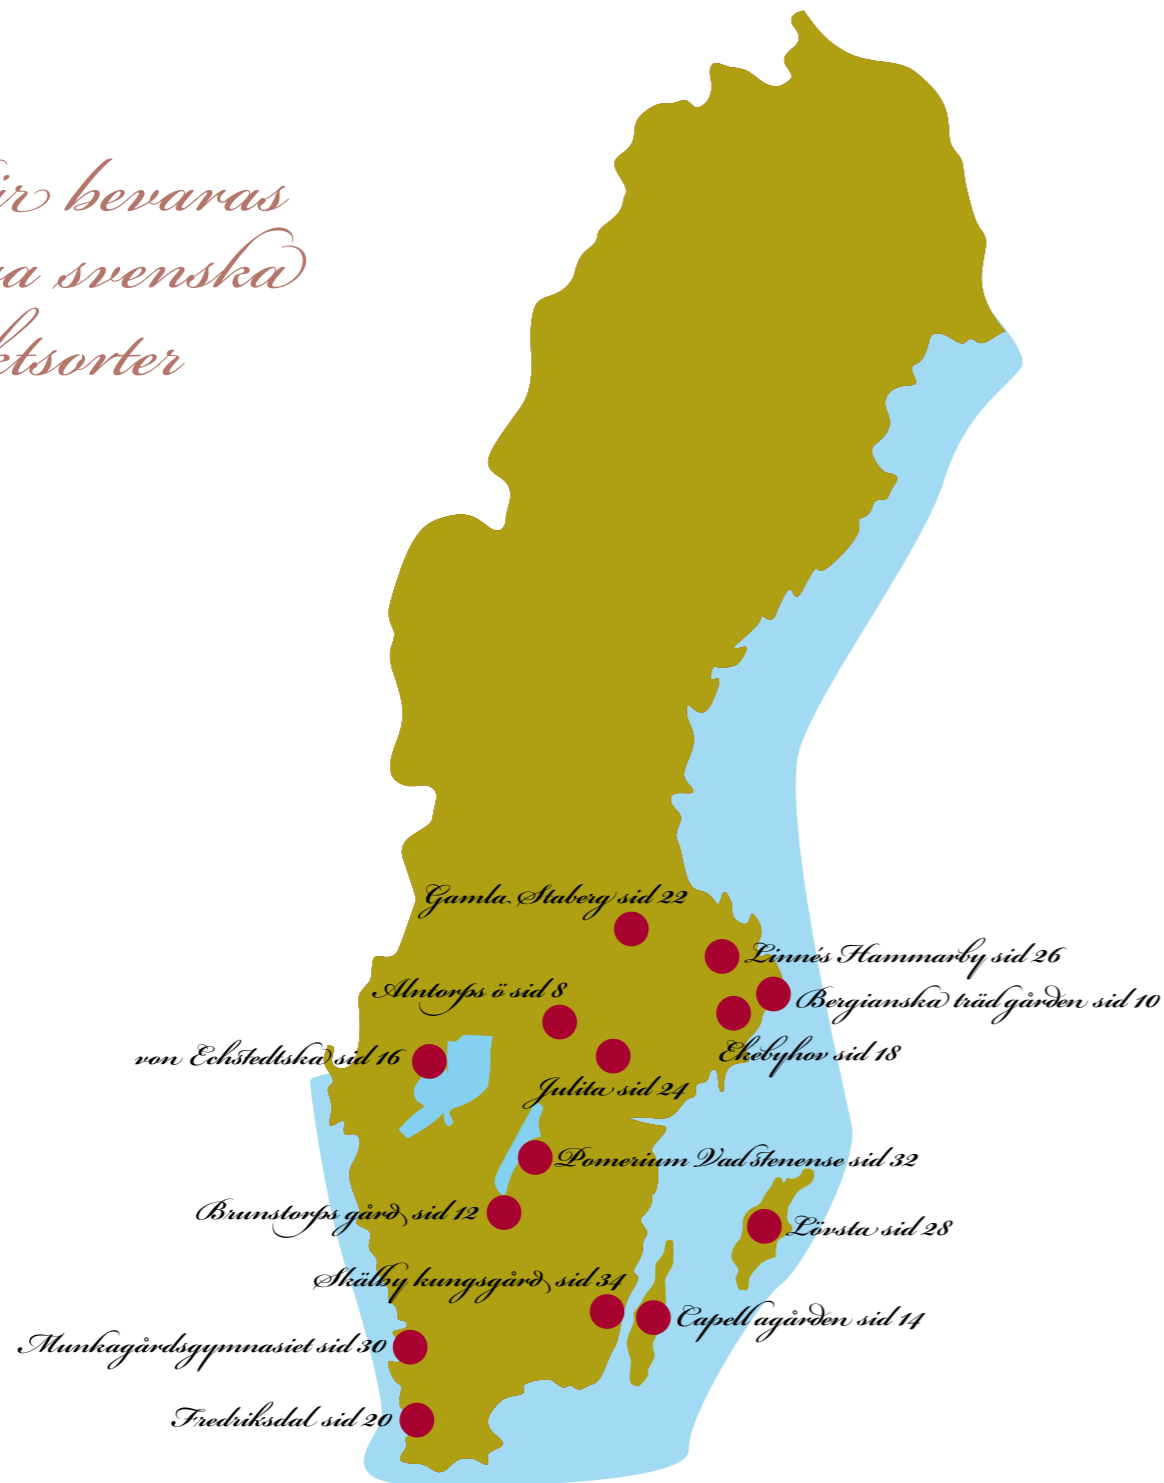 bevaras
svenska
Gamla Staberg sid 22
Linnés Hammarby sid 26
Alntorps ö sid 8
Bergianska trädgården sid 10
von Echstedtska sid 16
Ekebyhov sid 18
Julita sid 24
Pomerium Vadstenense sid 32
Brunstorps gård sid 12
Lövsta sid 28
Skälby kungsgård sid 34
Capellagården sid 14
Munkagårdsgymnasiet sid 30
Fredriksdal sid 20